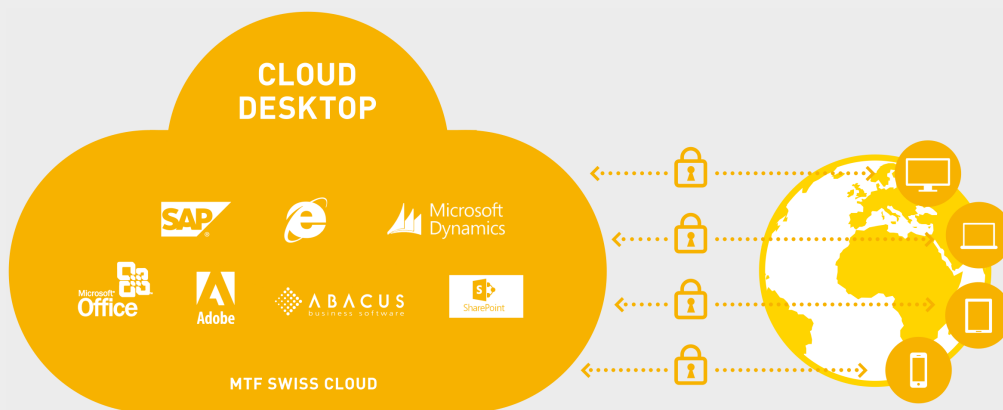 CLOUD
DESKTOP
SAP
®
e
Microsoft
Dynamics
Microsoft
Office
Adobe
ABACUS
business software
S
SharePoint
MTF SWISS CLOUD